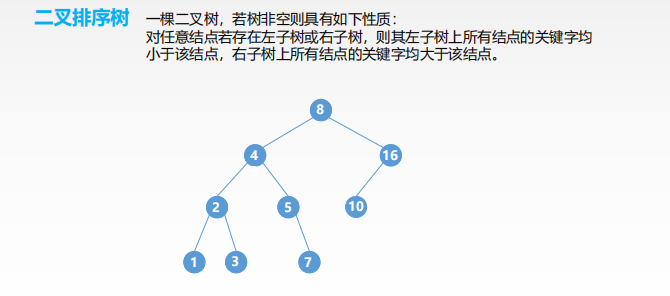 二叉排序树
一棵二叉树，若树非空则具有如下性质：
对任意结点若存在左子树或右子树，则其左子树上所有结点的关键字均
小于该结点，右子树上所有结点的关键字均大于该结点。
8
4
16
2
5
10
1
3
7